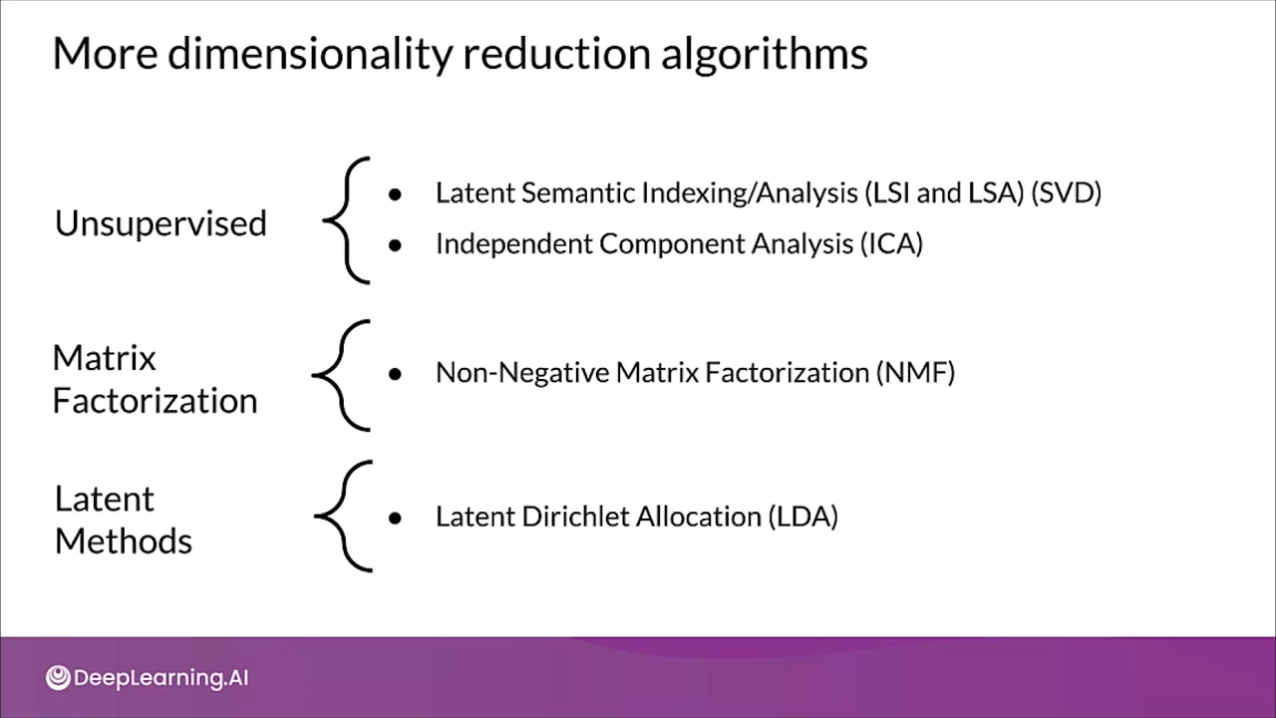 More dimensionality reduction algorithms
Unsupervised
● Latent Semantic Indexing/Analysis (LSI and LSA) (SVD)
● Independent Component Analysis (ICA)
Matrix
Factorization
● Non-Negative Matrix Factorization (NMF)
Latent
Methods
● Latent Dirichlet Allocation (LDA)
DeepLearning.AI